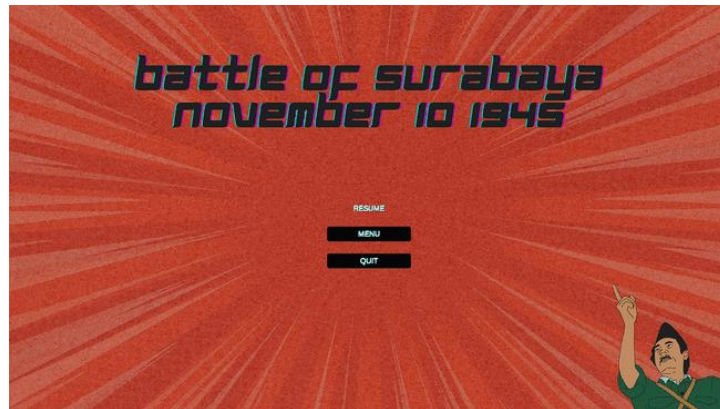 battle of surabaya
november 10 1945
RESUME
MENU
QUIT